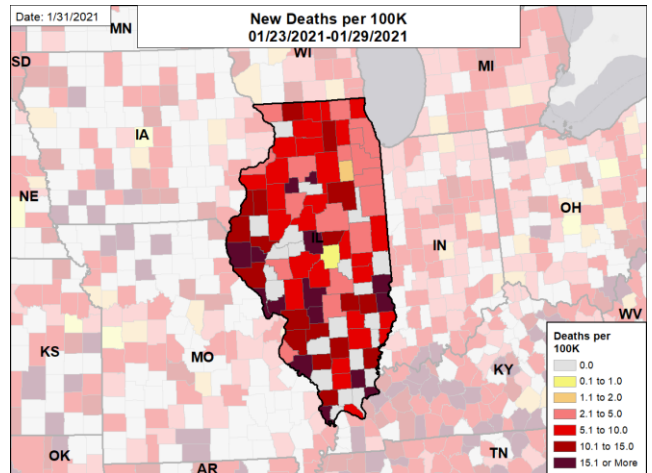 Date: 1/31/2021
New Deaths per 100K
01/23/2021-01/29/2021
MN
SD
WI
MI
IA
NE
IL
IN
OH
WV
KS
MO
KY
OK
AR
TN
Deaths per
100K
0.0
0.1 to 1.0
1.1 to 2.0
2.1 to 5.0
5.1 to 10.0
10.1 to 15.0
15.1 or More